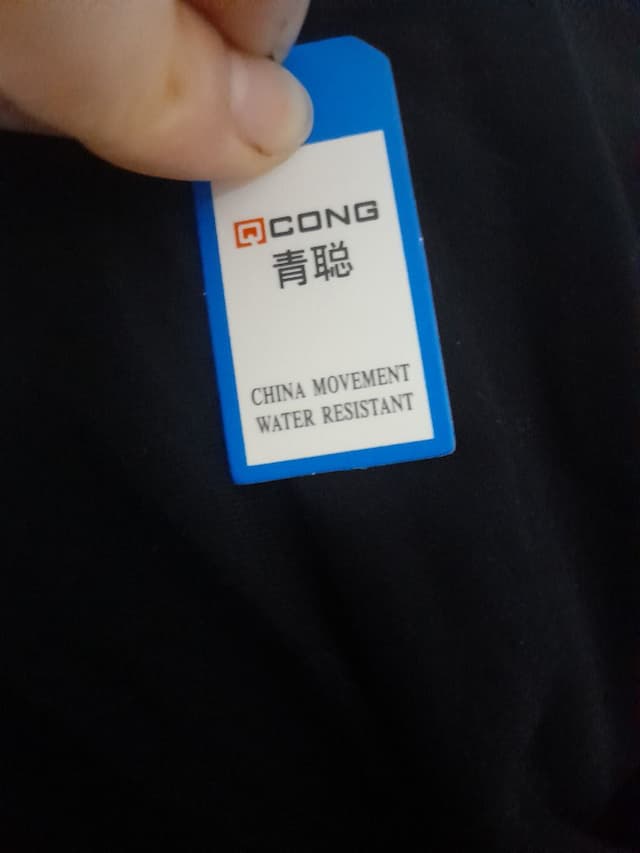 QCONG
青聪
CHINA MOVEMENT
WATER RESISTANT